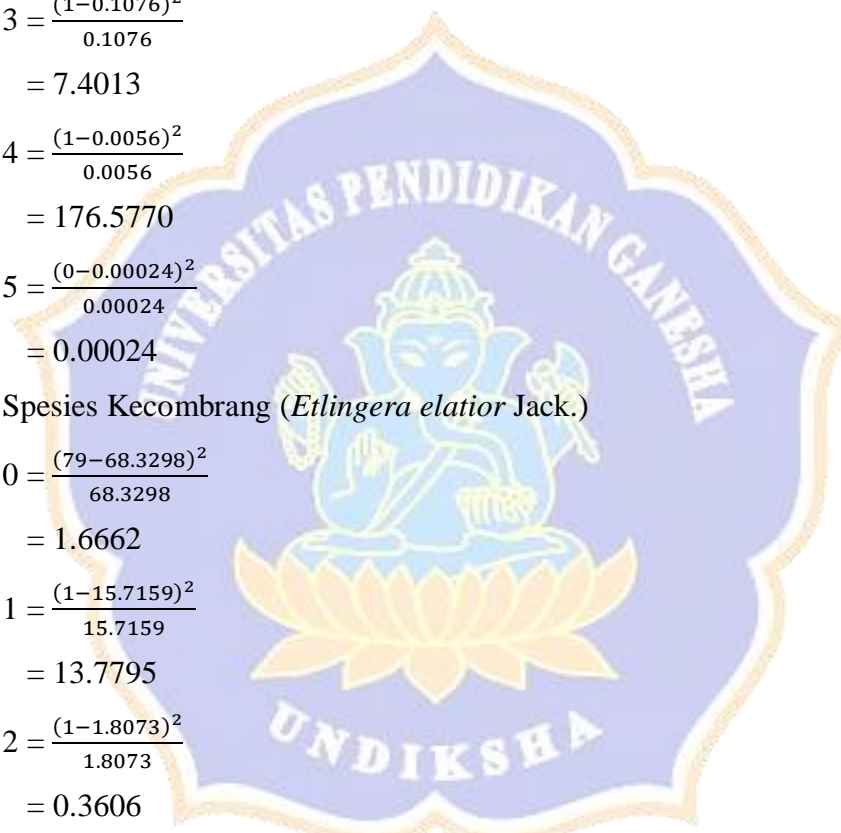 3 = (1−0.1076)² / 0.1076
= 7.4013
4 = (1−0.0056)² / 0.0056
= 176.5770
5 = (0−0.00024)² / 0.00024
= 0.00024
Spesies Kecombrang (Etlingera elatior Jack.)
0 = (79−68.3298)² / 68.3298
= 1.6662
1 = (1−15.7159)² / 15.7159
= 13.7795
2 = (1−1.8073)² / 1.8073
= 0.3606
UNIVERSITAS PENDIDIKAN GANESHA
UNDIKSHA